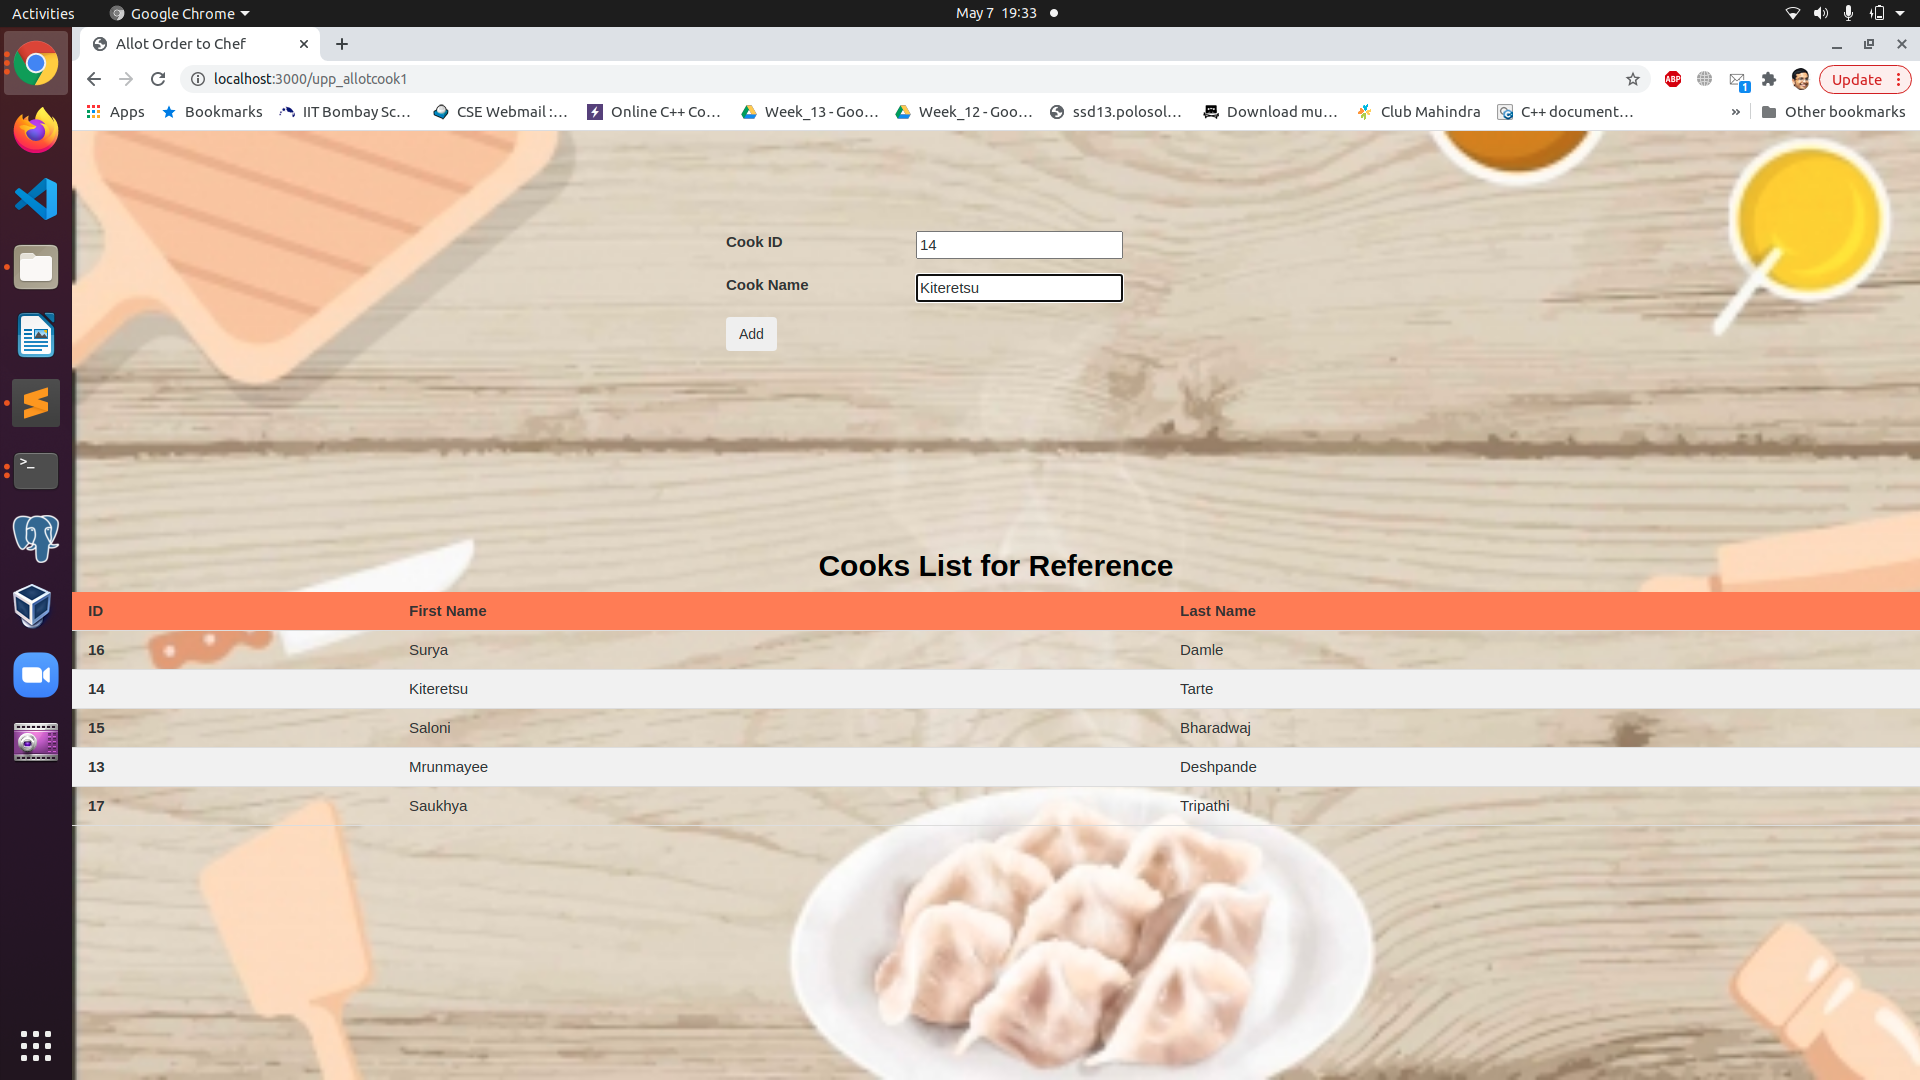 Activities Google Chrome May 7 19:33
Allot Order to Chef
localhost:3000/upp_allotcook1 ABP 1 Update
Apps Bookmarks IIT Bombay Sc... CSE Webmail :... Online C++ Co... Week_13 - Goo... Week_12 - Goo... ssd13.polosol... Download mu... Club Mahindra C++ document... » Other bookmarks
Cook ID 14
Cook Name Kiteretsu
Add
Cooks List for Reference
ID First Name Last Name
16 Surya Damle
14 Kiteretsu Tarte
15 Saloni Bharadwaj
13 Mrunmayee Deshpande
17 Saukhya Tripathi